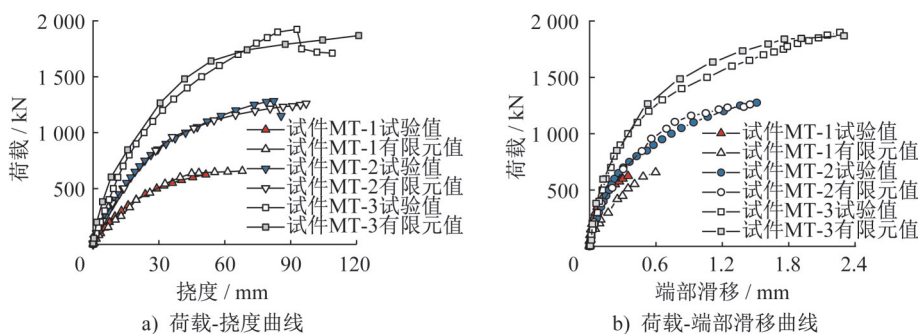 2 000
1 500
1 000
500
0
30
60
90
120
荷载 / kN
挠度 / mm
试件MT-1试验值
试件MT-1有限元值
试件MT-2试验值
试件MT-2有限元值
试件MT-3试验值
试件MT-3有限元值
a) 荷载-挠度曲线
2 000
1 500
1 000
500
0
0.6
1.2
1.8
2.4
荷载 / kN
端部滑移 / mm
试件MT-1试验值
试件MT-1有限元值
试件MT-2试验值
试件MT-2有限元值
试件MT-3试验值
试件MT-3有限元值
b) 荷载-端部滑移曲线